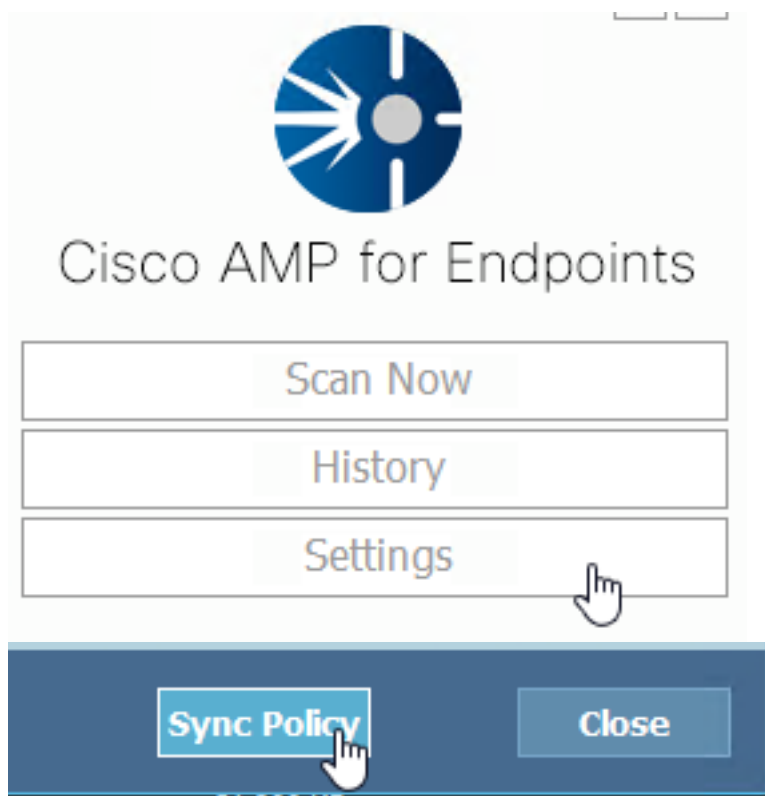 Cisco AMP for Endpoints
Scan Now
History
Settings
Sync Policy Close